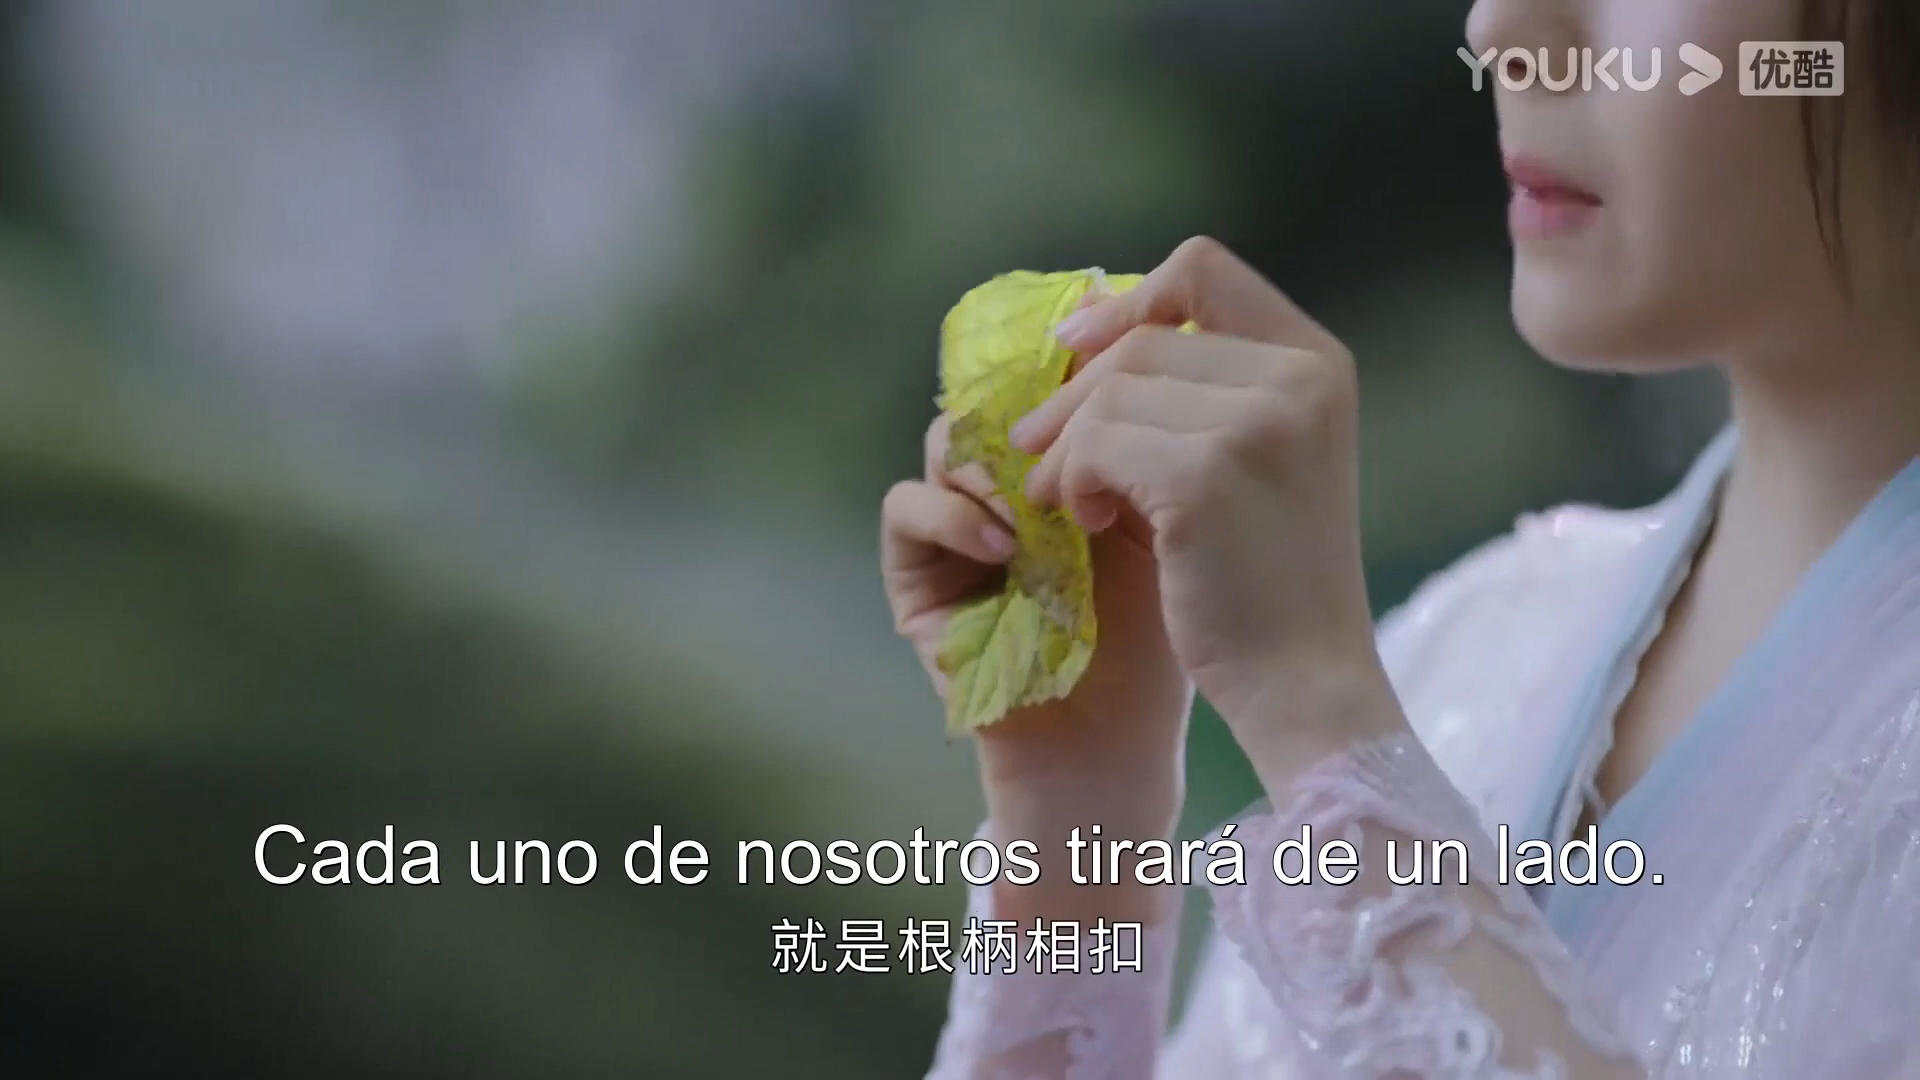 YOUKU 优酷
Cada uno de nosotros tirará de un lado.
就是根柄相扣